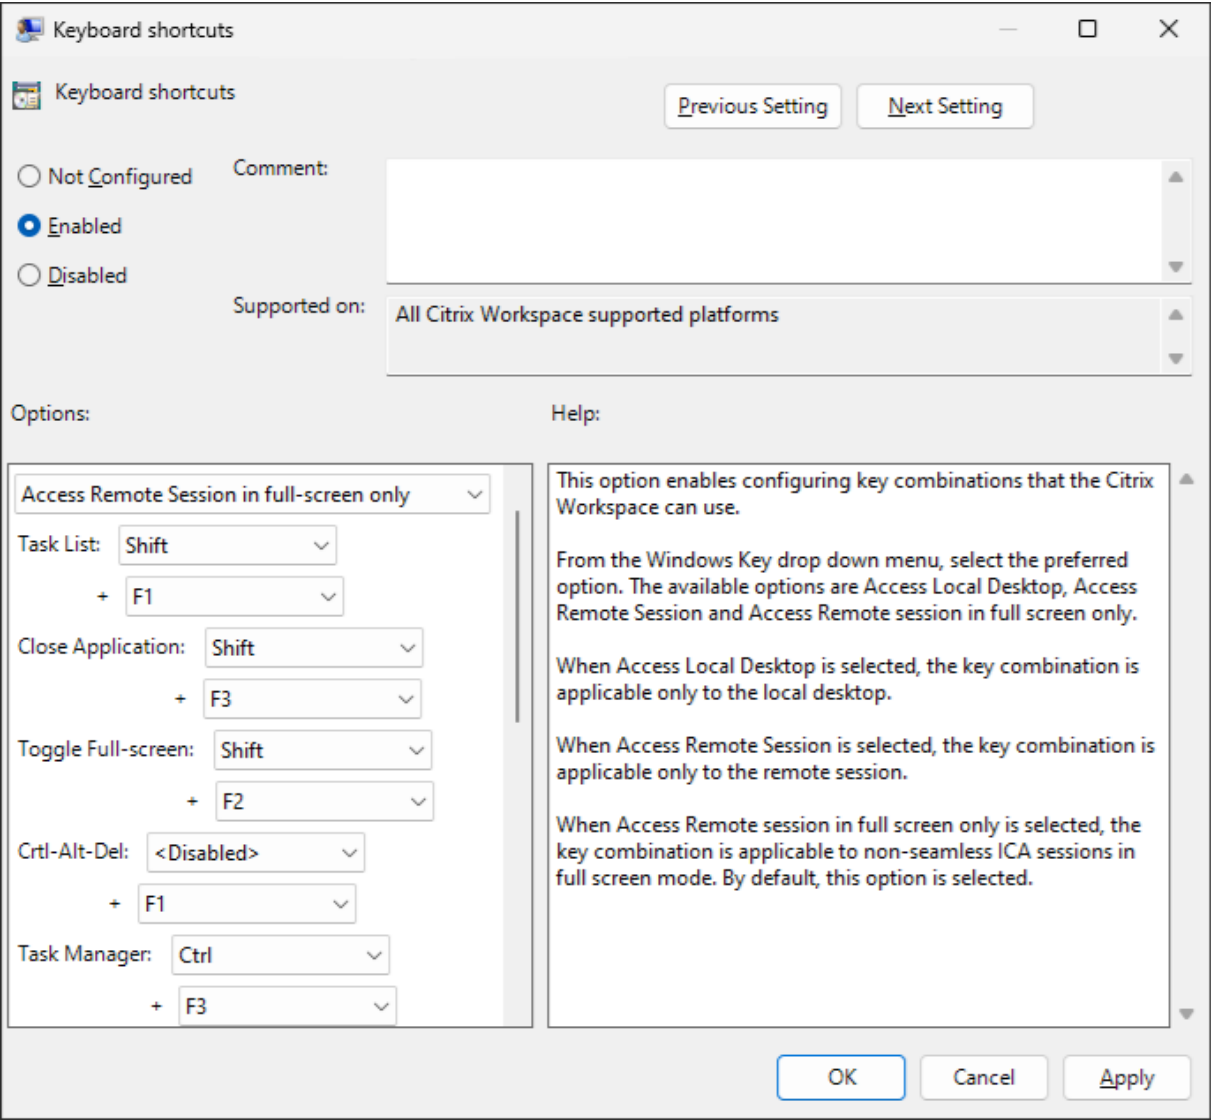 Keyboard shortcuts
Keyboard shortcuts
Previous Setting
Next Setting
Not Configured
Enabled
Disabled
Comment:
Supported on:
All Citrix Workspace supported platforms
Options:
Help:
Access Remote Session in full-screen only
Task List: Shift
+ F1
Close Application: Shift
+ F3
Toggle Full-screen: Shift
+ F2
Crtl-Alt-Del: <Disabled>
+ F1
Task Manager: Ctrl
+ F3
This option enables configuring key combinations that the Citrix
Workspace can use.
From the Windows Key drop down menu, select the preferred
option. The available options are Access Local Desktop, Access
Remote Session and Access Remote session in full screen only.
When Access Local Desktop is selected, the key combination is
applicable only to the local desktop.
When Access Remote Session is selected, the key combination is
applicable only to the remote session.
When Access Remote session in full screen only is selected, the
key combination is applicable to non-seamless ICA sessions in
full screen mode. By default, this option is selected.
OK
Cancel
Apply